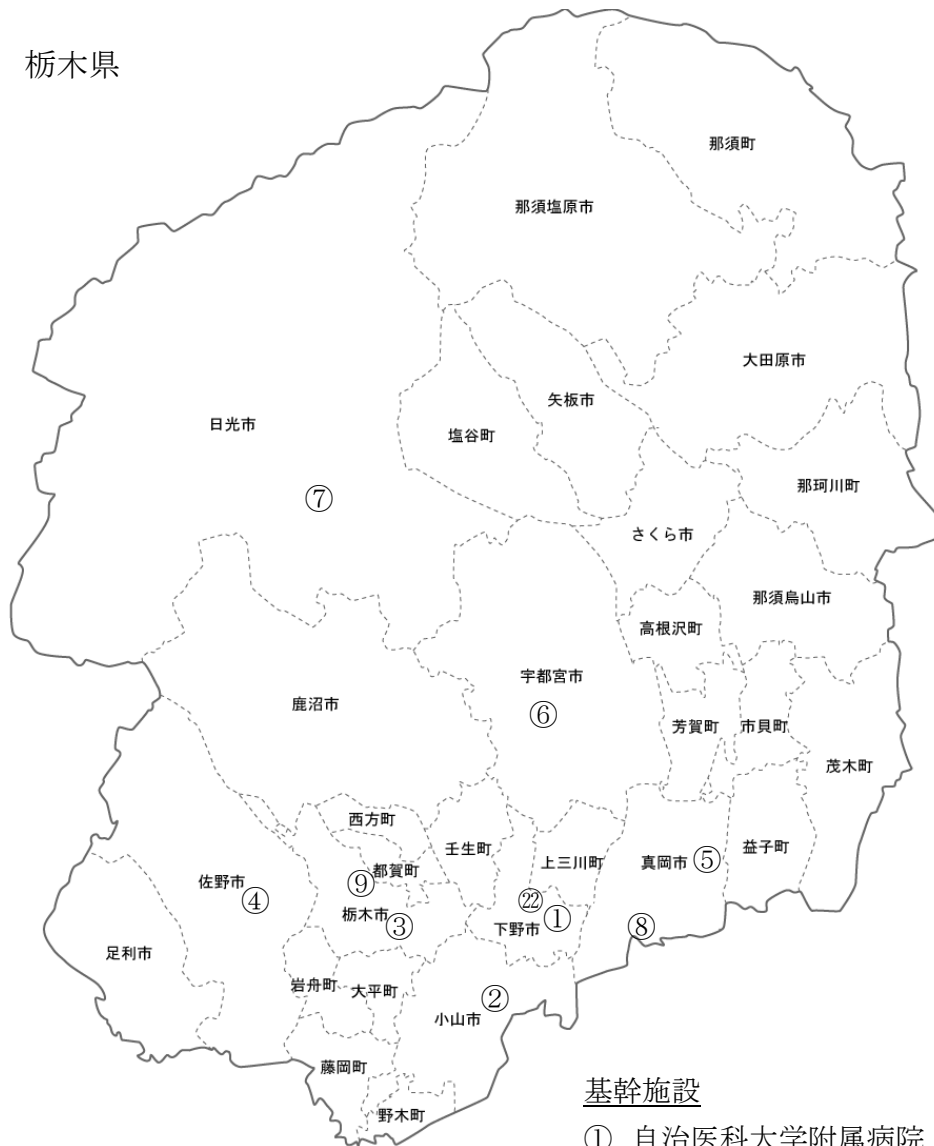 栃木県
那須町
那須塩原市
大田原市
矢板市
日光市
塩谷町
那珂川町
⑦
さくら市
那須烏山市
高根沢町
宇都宮市
鹿沼市
⑥
芳賀町
市貝町
茂木町
西方町
壬生町
上三川町
真岡市
⑤
益子町
都賀町
佐野市
④
⑨
栃木市
③
㉒
①
下野市
⑧
足利市
岩舟町
大平町
②
小山市
藤岡町
野木町
基幹施設
① 自治医科大学附属病院